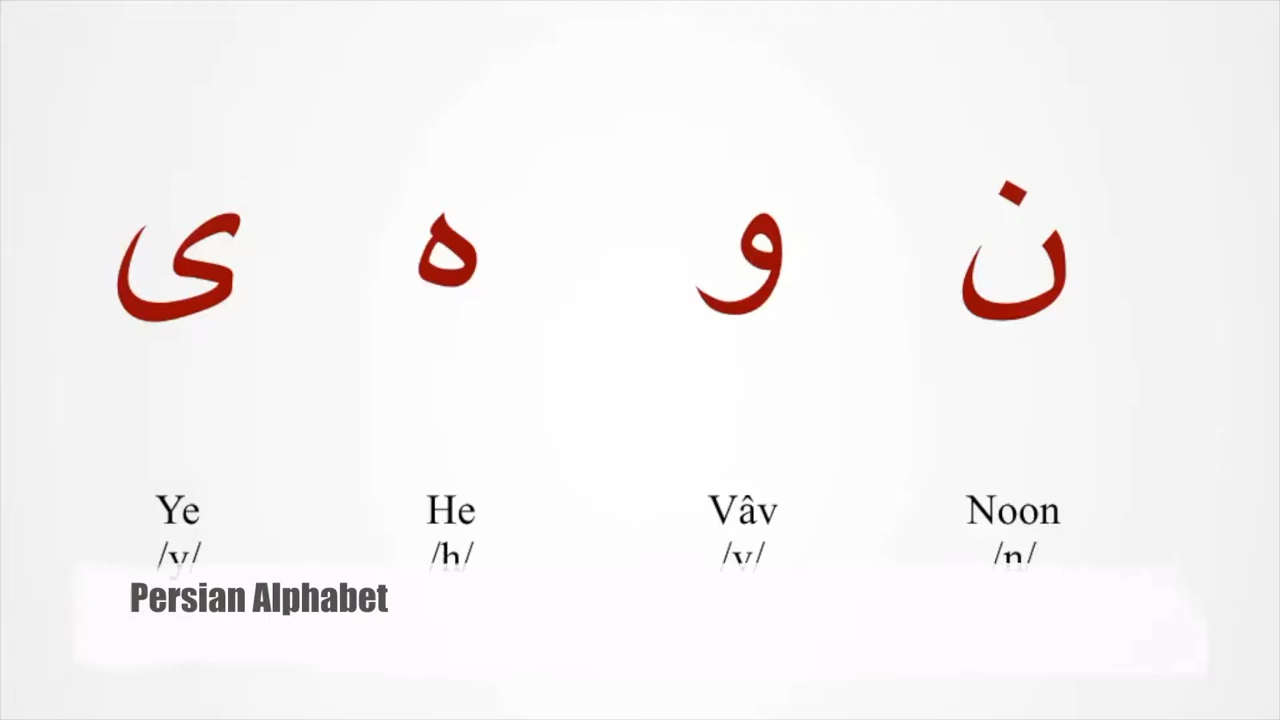 ن و ه ی
Ye He Vâv Noon
/y/ /h/ /v/ /n/
Persian Alphabet